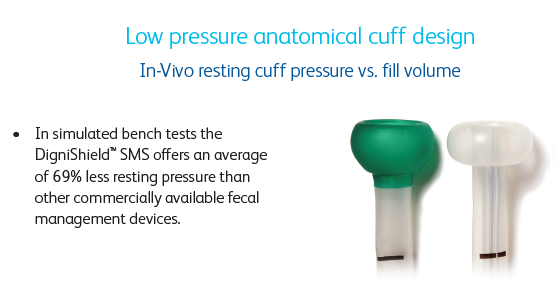 Low pressure anatomical cuff design
In-Vivo resting cuff pressure vs. fill volume
• In simulated bench tests the
DigniShield™ SMS offers an average
of 69% less resting pressure than
other commercially available fecal
management devices.